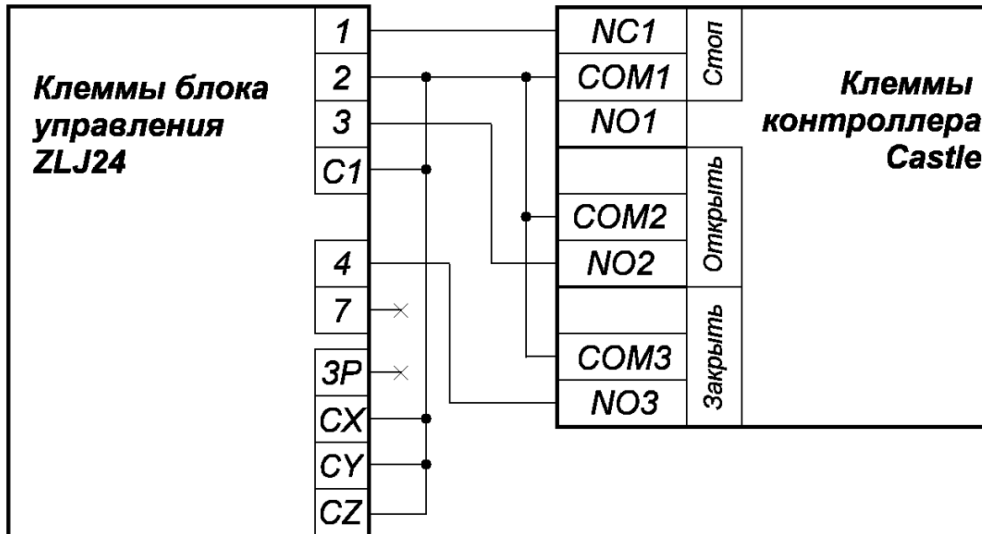 Клеммы блока
управления
ZLJ24
1
2
3
C1
4
7
3P
CX
CY
CZ
NC1
COM1
NO1
COM2
NO2
COM3
NO3
Стоп
Открыть
Закрыть
Клеммы
контроллера
Castle